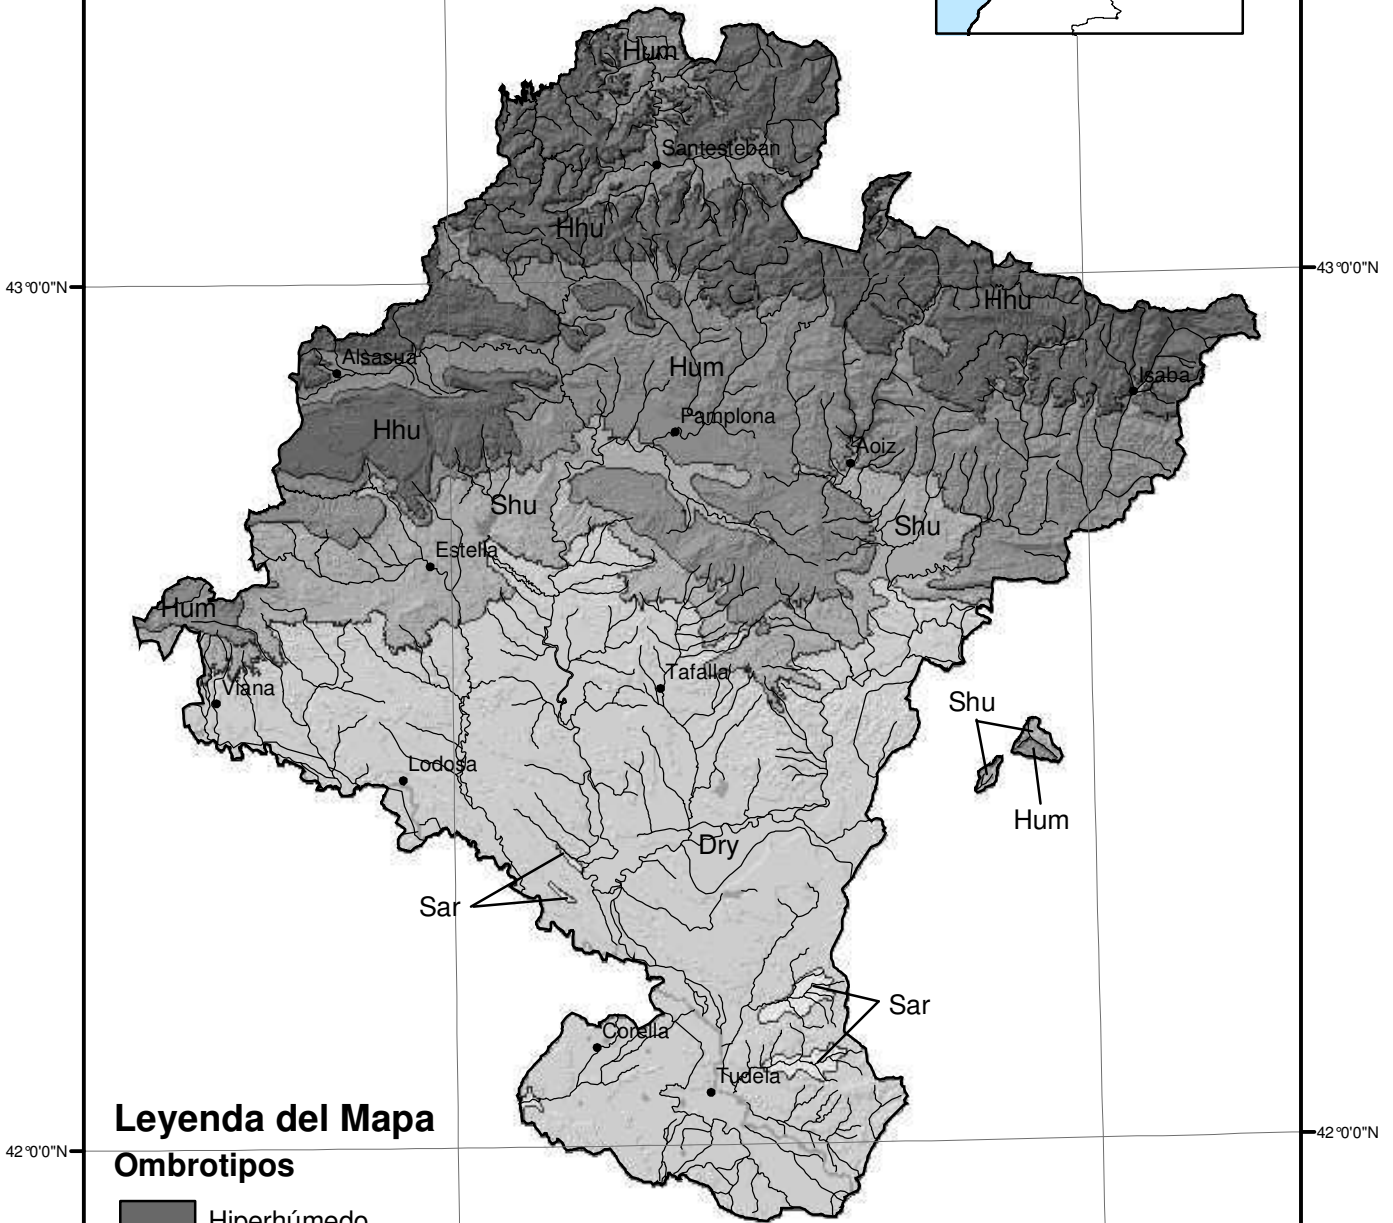 Hum
Santesteban
Hhu
43°0'0"N
43°0'0"N
Hhu
Alsasua
Hum
Isaba
Pamplona
Hhu
Aoiz
Shu
Shu
Estella
Hum
Tafalla
Viana
Shu
Lodosa
Hum
Dry
Sar
Sar
Corella
Tudela
Leyenda del Mapa
42°0'0"N
42°0'0"N
Ombrotipos
Hiperhúmedo